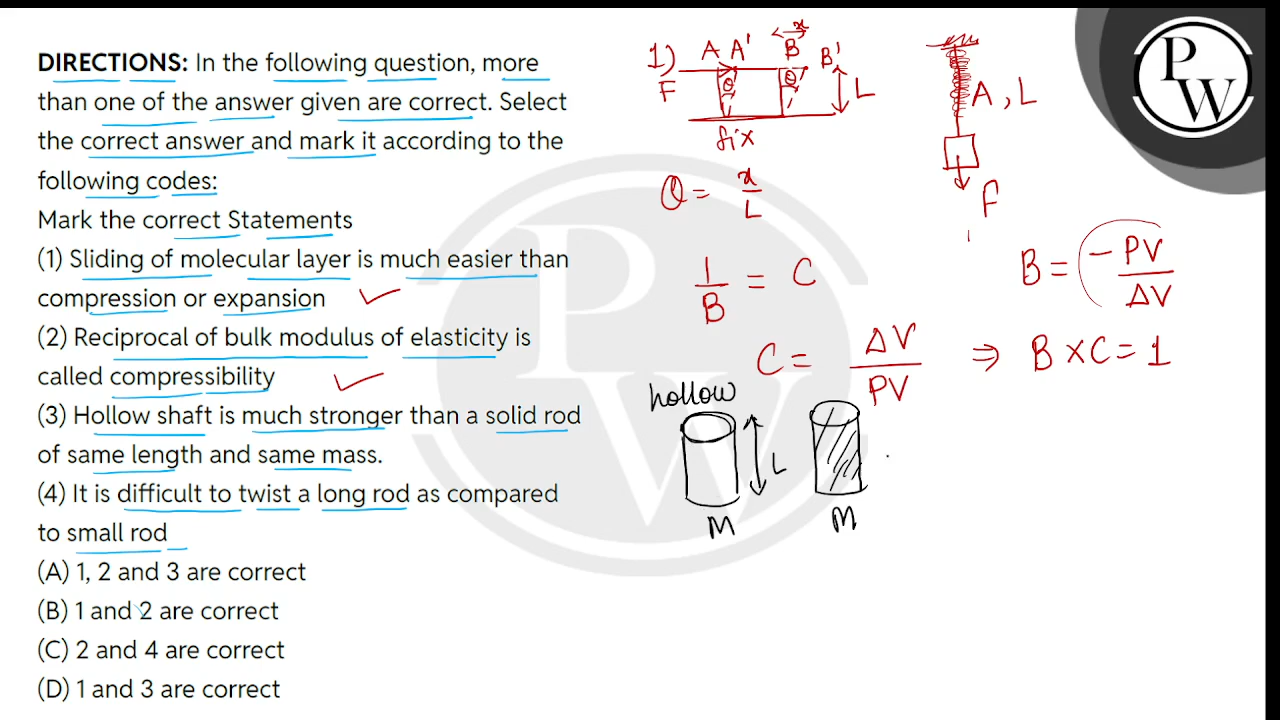 DIRECTIONS: In the following question, more
than one of the answer given are correct. Select
the correct answer and mark it according to the
following codes:
Mark the correct Statements
(1) Sliding of molecular layer is much easier than
compression or expansion
(2) Reciprocal of bulk modulus of elasticity is
called compressibility
(3) Hollow shaft is much stronger than a solid rod
of same length and same mass.
(4) It is difficult to twist a long rod as compared
to small rod
(A) 1, 2 and 3 are correct
(B) 1 and 2 are correct
(C) 2 and 4 are correct
(D) 1 and 3 are correct
x
1) A A' B B'
F θ θ L
fix
θ = x/L
A, L
F
1/B = C
B = -PV/ΔV
C = ΔV/PV ⇒ B × C = 1
hollow
L
M M
PW
PW